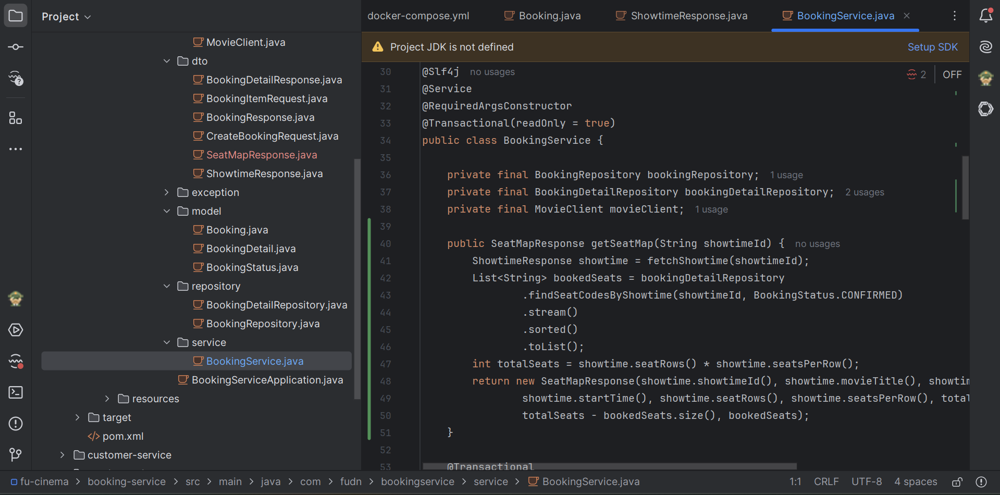 Project
MovieClient.java
dto
BookingDetailResponse.java
BookingItemRequest.java
BookingResponse.java
CreateBookingRequest.java
SeatMapResponse.java
ShowtimeResponse.java
exception
model
Booking.java
BookingDetail.java
BookingStatus.java
repository
BookingDetailRepository.java
BookingRepository.java
service
BookingService.java
BookingServiceApplication.java
resources
target
</> pom.xml
customer-service
docker-compose.yml Booking.java ShowtimeResponse.java BookingService.java
Project JDK is not defined Setup SDK
2 OFF
30 @Slf4j no usages
31 @Service
32 @RequiredArgsConstructor
33 @Transactional(readOnly = true)
34 public class BookingService {
35
36 private final BookingRepository bookingRepository; 1 usage
37 private final BookingDetailRepository bookingDetailRepository; 2 usages
38 private final MovieClient movieClient; 1 usage
39
40 public SeatMapResponse getSeatMap(String showtimeId) { no usages
41 ShowtimeResponse showtime = fetchShowtime(showtimeId);
42 List<String> bookedSeats = bookingDetailRepository
43 .findSeatCodesByShowtime(showtimeId, BookingStatus.CONFIRMED)
44 .stream()
45 .sorted()
46 .toList();
47 int totalSeats = showtime.seatRows() * showtime.seatsPerRow();
48 return new SeatMapResponse(showtime.showtimeId(), showtime.movieTitle(), showtim
49 showtime.startTime(), showtime.seatRows(), showtime.seatsPerRow(), total
50 totalSeats - bookedSeats.size(), bookedSeats);
51 }
52
53 @Transactional
fu-cinema > booking-service > src > main > java > com > fudn > bookingservice > service > BookingService.java 1:1 CRLF UTF-8 4 spaces